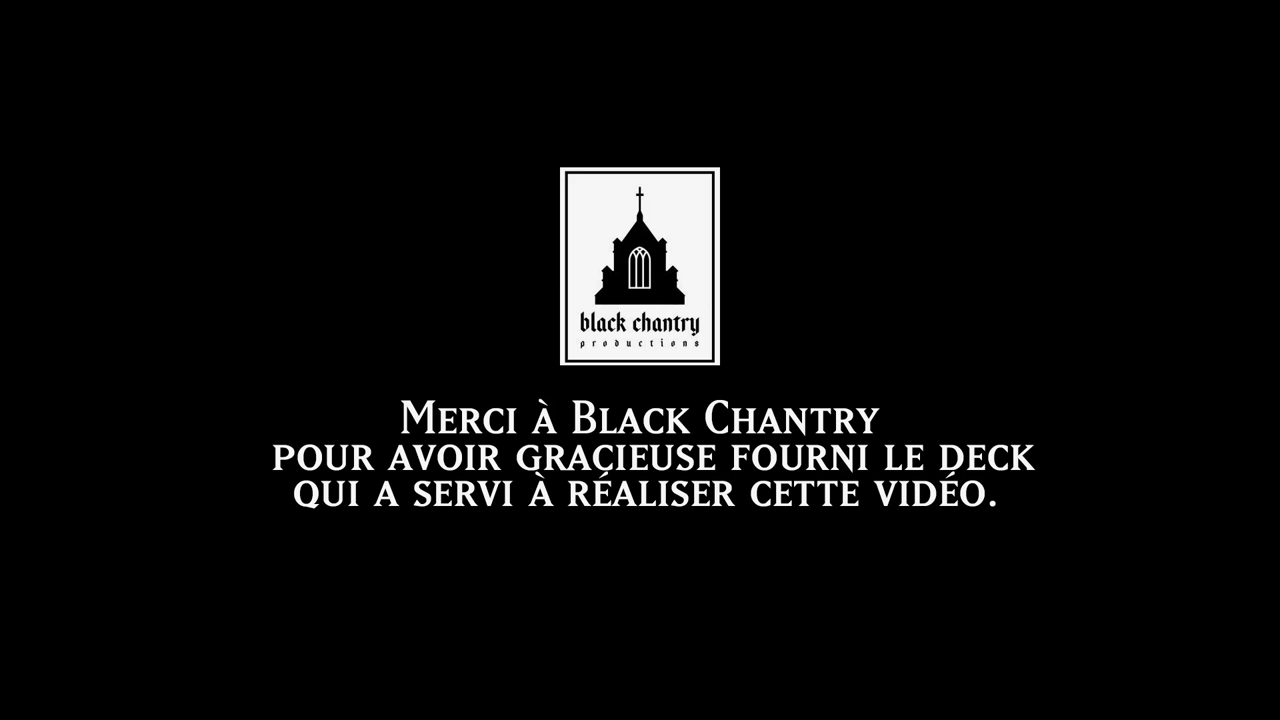 black chantry
productions
Merci à Black Chantry
pour avoir gracieuse fourni le deck
qui a servi à réaliser cette vidéo.